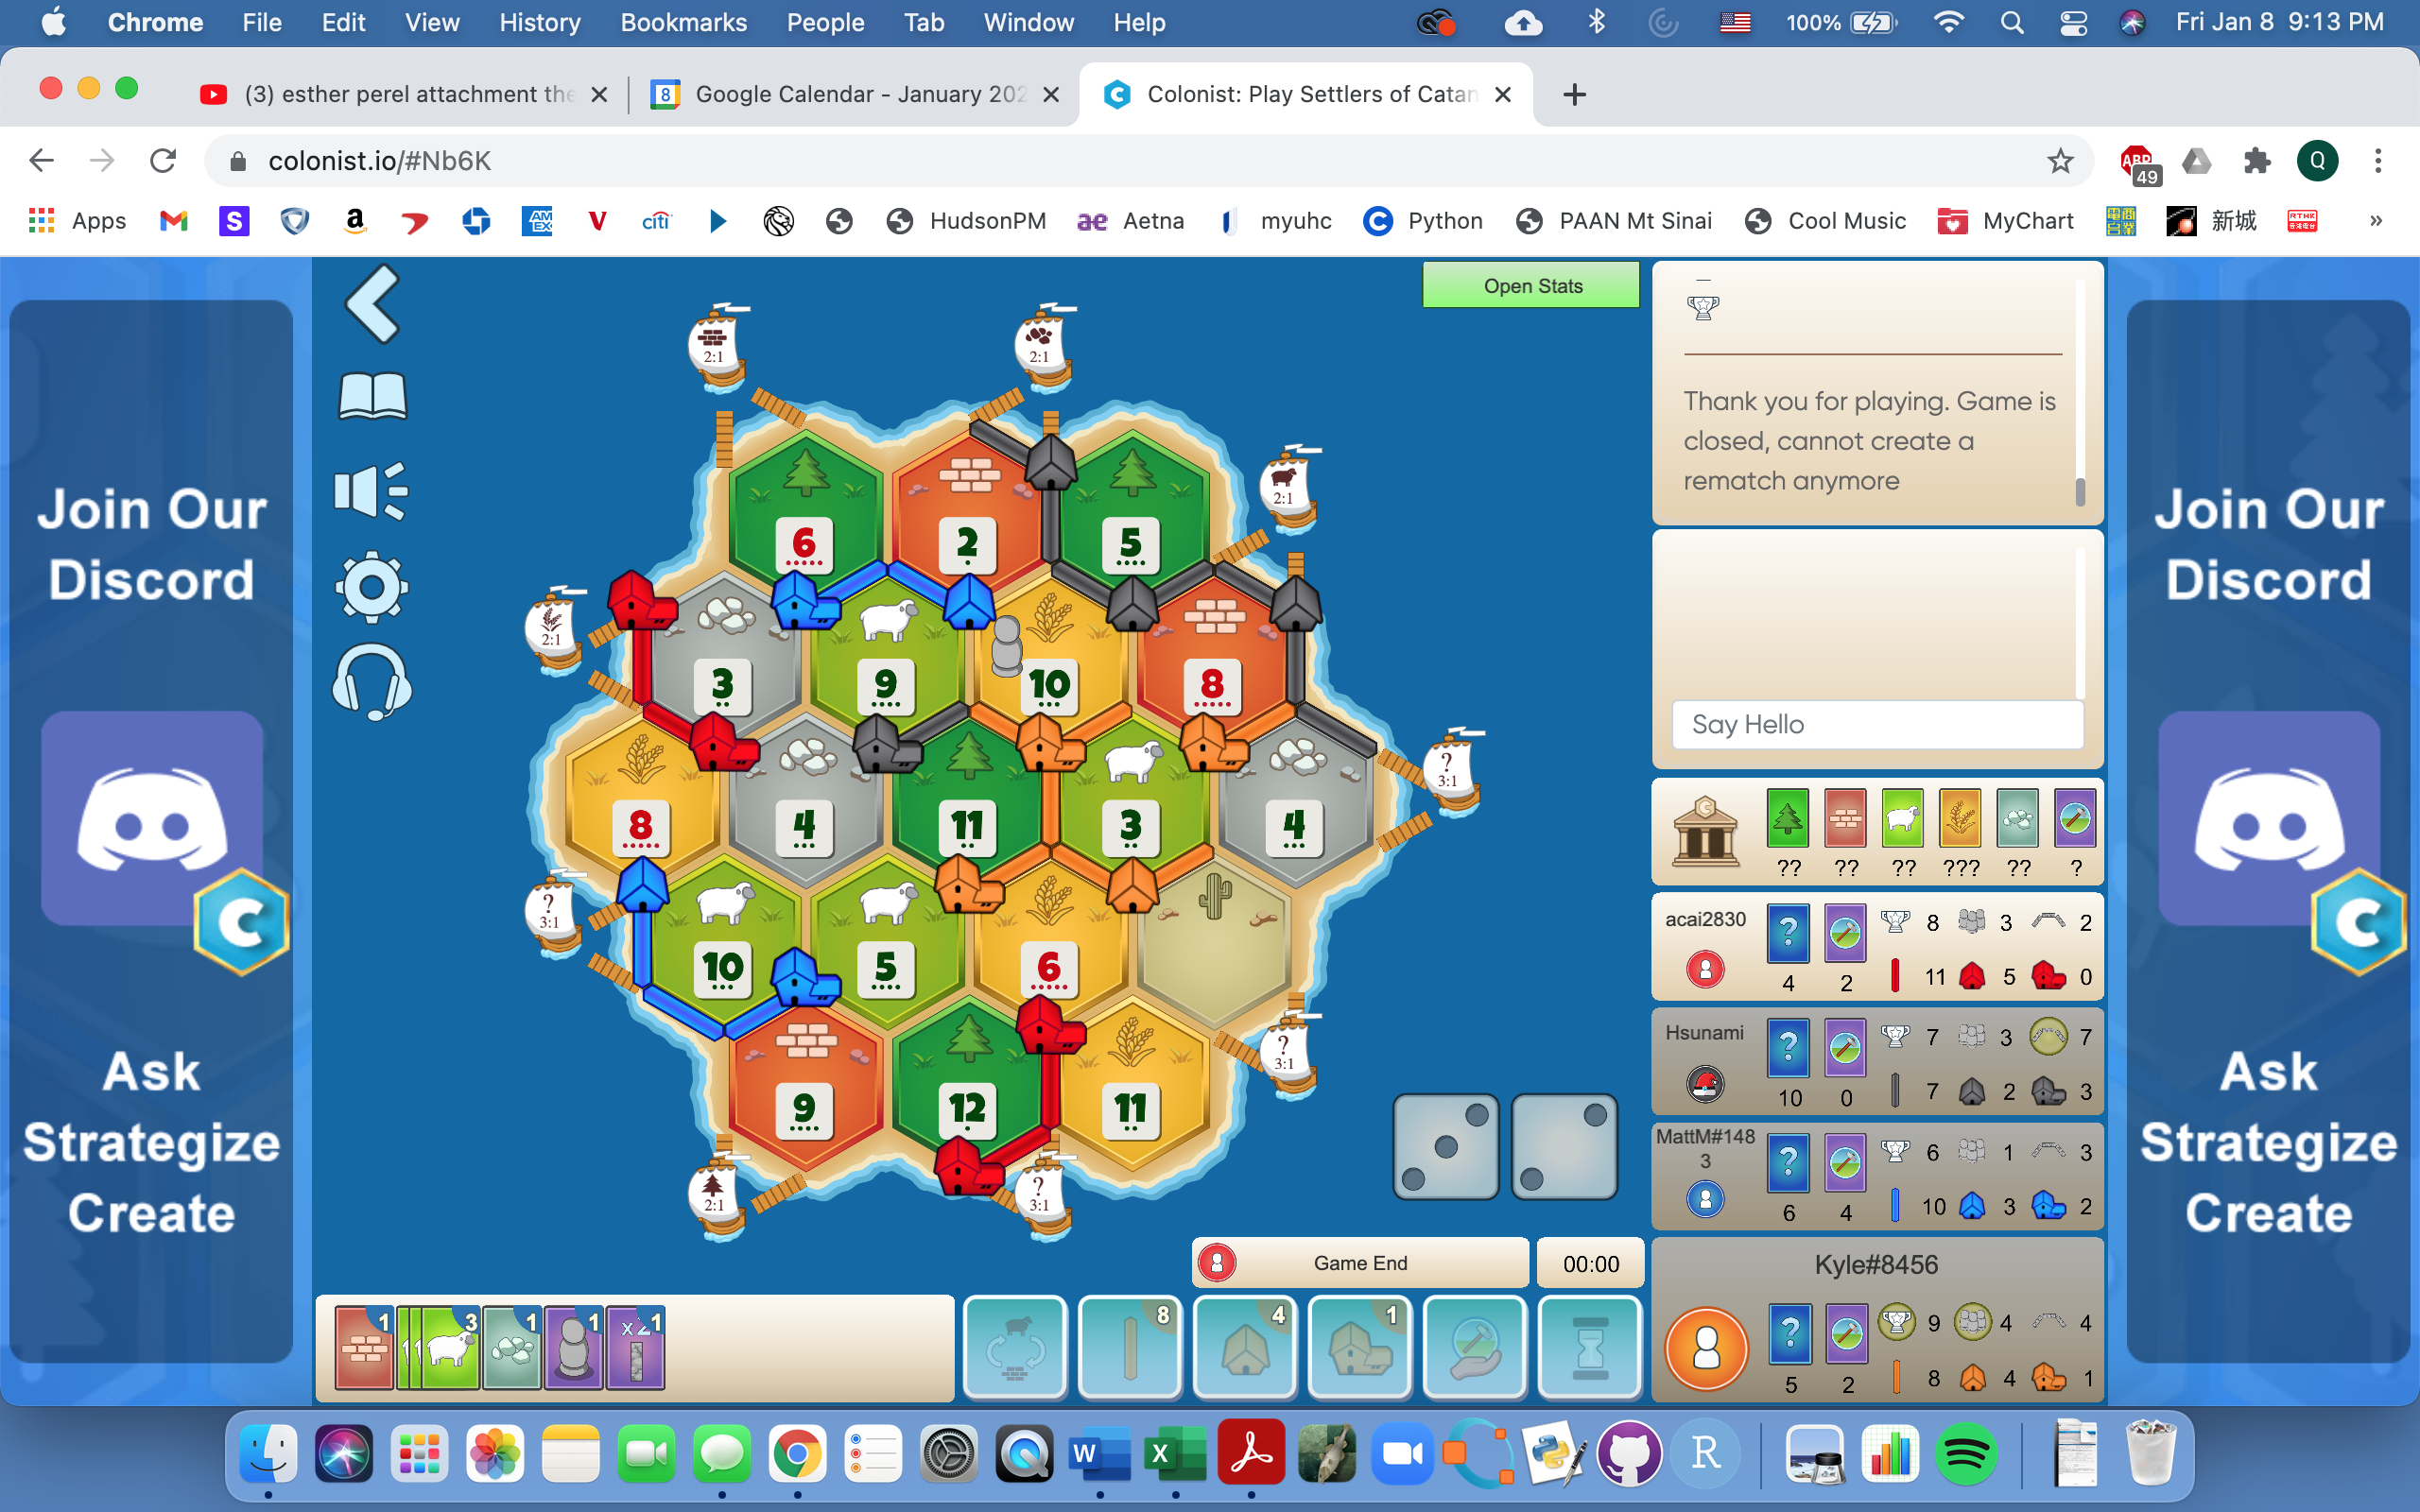 Chrome File Edit View History Bookmarks People Tab Window Help 100% Fri Jan 8 9:13 PM
(3) esther perel attachment the Google Calendar - January 202 Colonist: Play Settlers of Catan
colonist.io/#Nb6K ABP 49 Q
Apps S a AM EX V citi HudsonPM ae Aetna myuhc Python PAAN Mt Sinai Cool Music MyChart 新城 »
Open Stats
Thank you for playing. Game is
closed, cannot create a
rematch anymore
Say Hello
Join Our
Discord
Ask
Strategize
Create
2:1
2:1
2:1
2:1
? 3:1
? 3:1
? 3:1
2:1
? 3:1
6 2 5
3 9 10 8
8 4 11 3 4
10 5 6
9 12 11
?? ?? ?? ??? ?? ?
acai2830 ? 8 3 2
4 2 11 5 0
Hsunami ? 7 3 7
10 0 7 2 3
MattM#148
3 ? 6 1 3
6 4 10 3 2
Kyle#8456
? 9 4 4
5 2 8 4 1
Game End 00:00
1 3 1 1 x2 1 8 4 1
Join Our
Discord
Ask
Strategize
Create
W X R